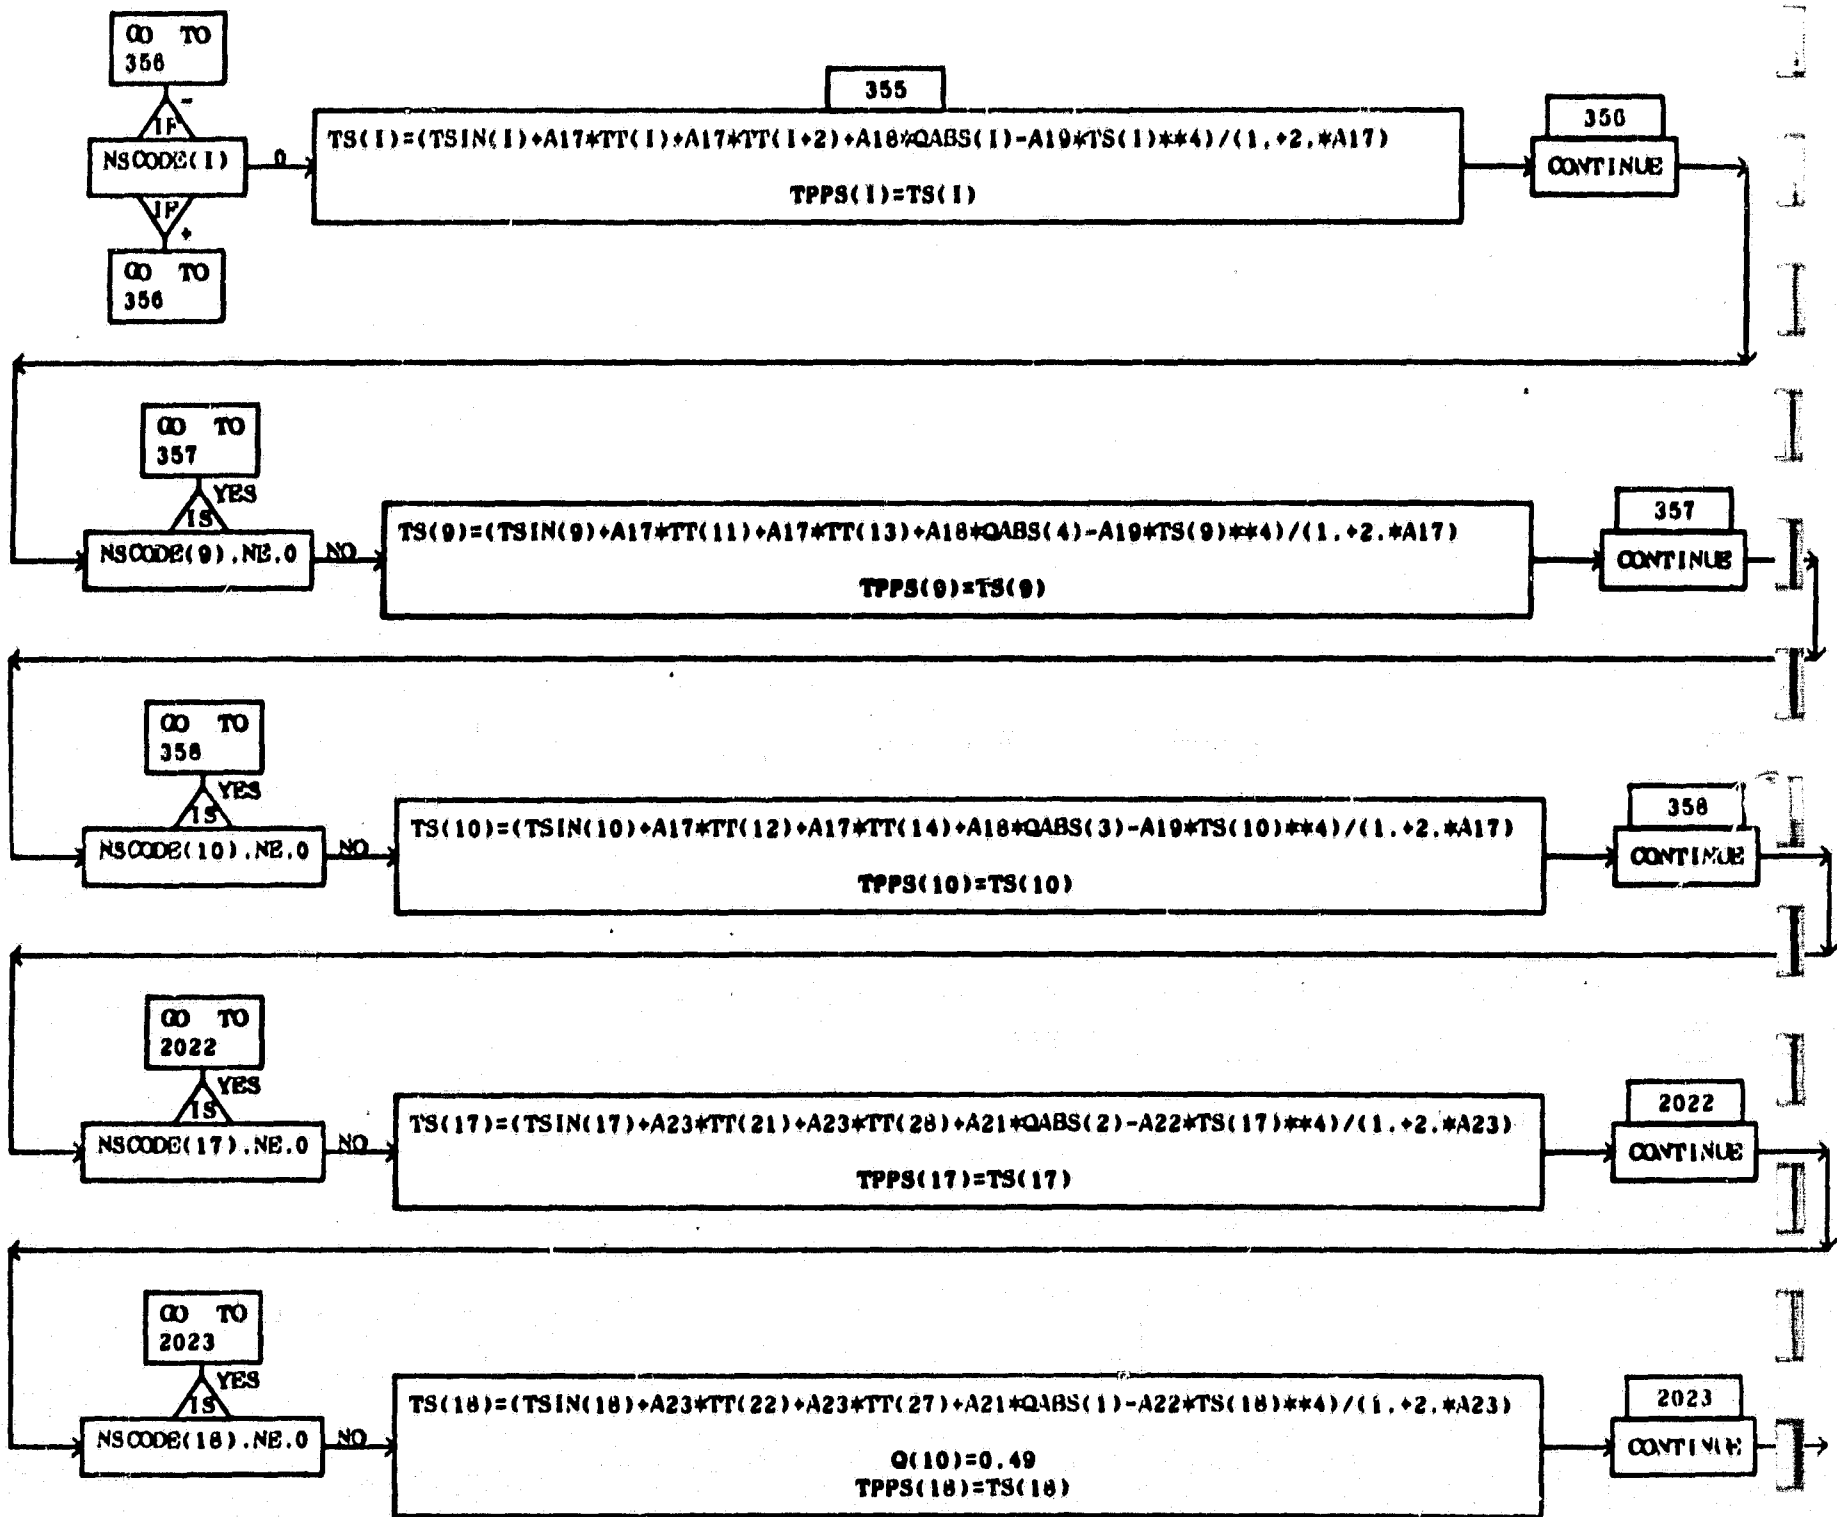 GO TO
356
-
IF
NSCODE(I)
0
IF
+
GO TO
356
355
TS(I)=(TSIN(I)+A17*TT(I)+A17*TT(I+2)+A18*QABS(I)-A19*TS(I)**4)/(1.+2.*A17)
TPPS(I)=TS(I)
356
CONTINUE
GO TO
357
YES
IS
NSCODE(9).NE.0
NO
TS(9)=(TSIN(9)+A17*TT(11)+A17*TT(13)+A18*QABS(4)-A19*TS(9)**4)/(1.+2.*A17)
TPPS(9)=TS(9)
357
CONTINUE
GO TO
358
YES
IS
NSCODE(10).NE.0
NO
TS(10)=(TSIN(10)+A17*TT(12)+A17*TT(14)+A18*QABS(3)-A19*TS(10)**4)/(1.+2.*A17)
TPPS(10)=TS(10)
358
CONTINUE
GO TO
2022
YES
IS
NSCODE(17).NE.0
NO
TS(17)=(TSIN(17)+A23*TT(21)+A23*TT(28)+A21*QABS(2)-A22*TS(17)**4)/(1.+2.*A23)
TPPS(17)=TS(17)
2022
CONTINUE
GO TO
2023
YES
IS
NSCODE(18).NE.0
NO
TS(18)=(TSIN(18)+A23*TT(22)+A23*TT(27)+A21*QABS(1)-A22*TS(18)**4)/(1.+2.*A23)
Q(10)=0.49
TPPS(18)=TS(18)
2023
CONTINUE